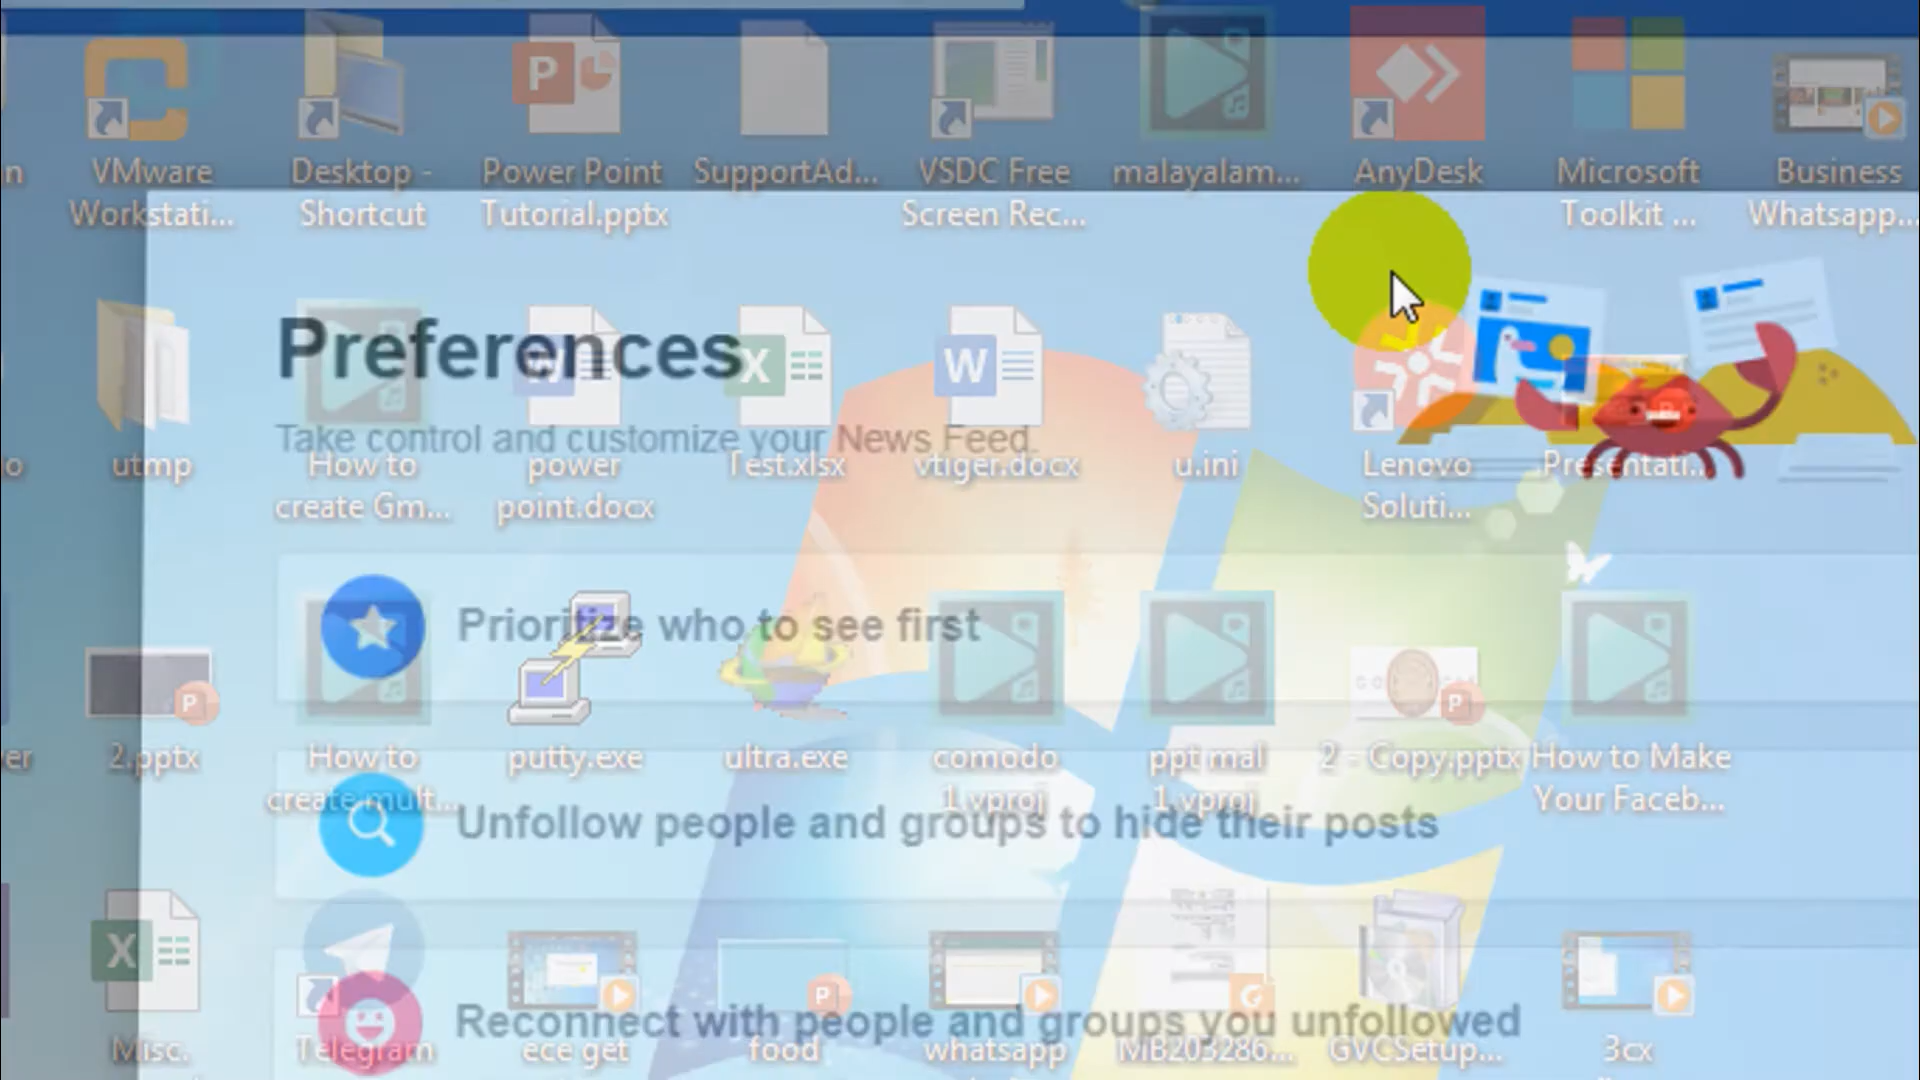 n
VMware
Workstati...
Desktop -
Shortcut
Power Point
Tutorial.pptx
SupportAd...
VSDC Free
Screen Rec...
malayalam...
AnyDesk
Microsoft
Toolkit ...
Business
Whatsapp...
Preferences
Take control and customize your News Feed.
o
utmp
How to
create Gm...
power
point.docx
Test.xlsx
vtiger.docx
u.ini
Lenovo
Soluti...
Presentati...
Prioritize who to see first
er
2.pptx
How to
create mult...
putty.exe
ultra.exe
comodo
1.vproj
ppt mal
1.vproj
2 - Copy.pptx
How to Make
Your Faceb...
Unfollow people and groups to hide their posts
Reconnect with people and groups you unfollowed
Misc.
Telegram
ece get
food
whatsapp
MB203286...
GVCSetup...
3cx